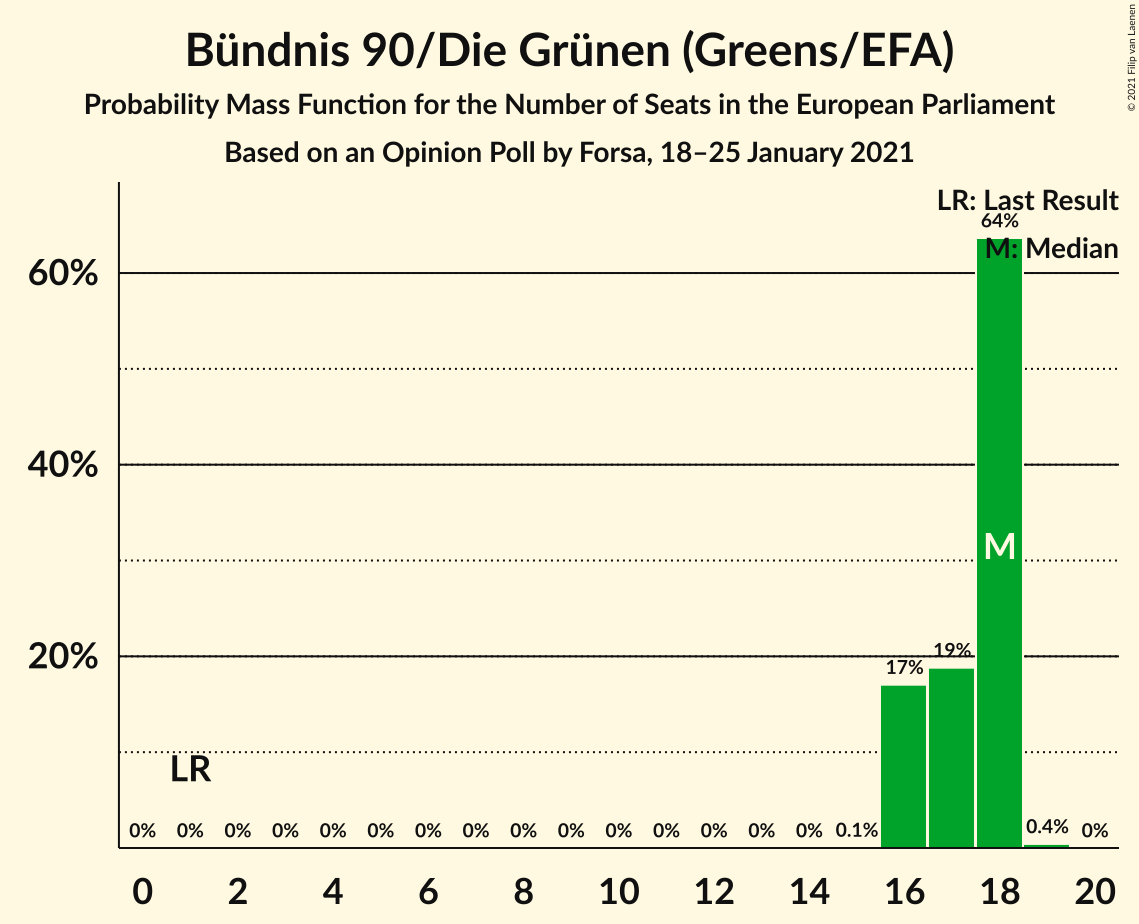 Bündnis 90/Die Grünen (Greens/EFA)
Probability Mass Function for the Number of Seats in the European Parliament
Based on an Opinion Poll by Forsa, 18–25 January 2021
© 2021 Filip van Laenen
LR: Last Result
64%
M: Median
60%
40%
M
20%
19%
17%
LR
0% 0% 0% 0% 0% 0% 0% 0% 0% 0% 0% 0% 0% 0% 0% 0.1% 0.4% 0%
0 2 4 6 8 10 12 14 16 18 20